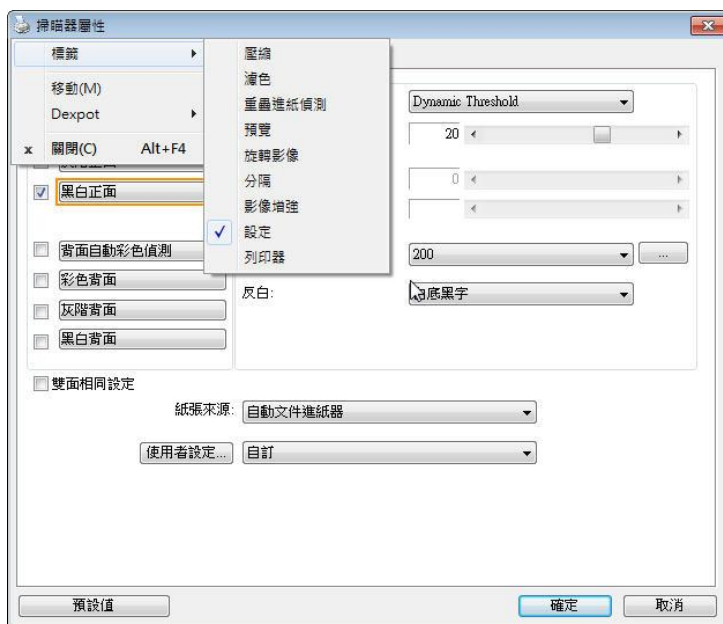 掃瞄器屬性
標籤
移動(M)
Dexpot
x 關閉(C) Alt+F4
壓縮
濾色
重疊進紙偵測
預覽
旋轉影像
分隔
影像增強
設定
列印器
Dynamic Threshold
20
黑白正面
0
背面自動彩色偵測
200
...
彩色背面
反白:
底黑字
灰階背面
黑白背面
雙面相同設定
紙張來源:
自動文件進紙器
使用者設定...
自訂
預設值
確定
取消